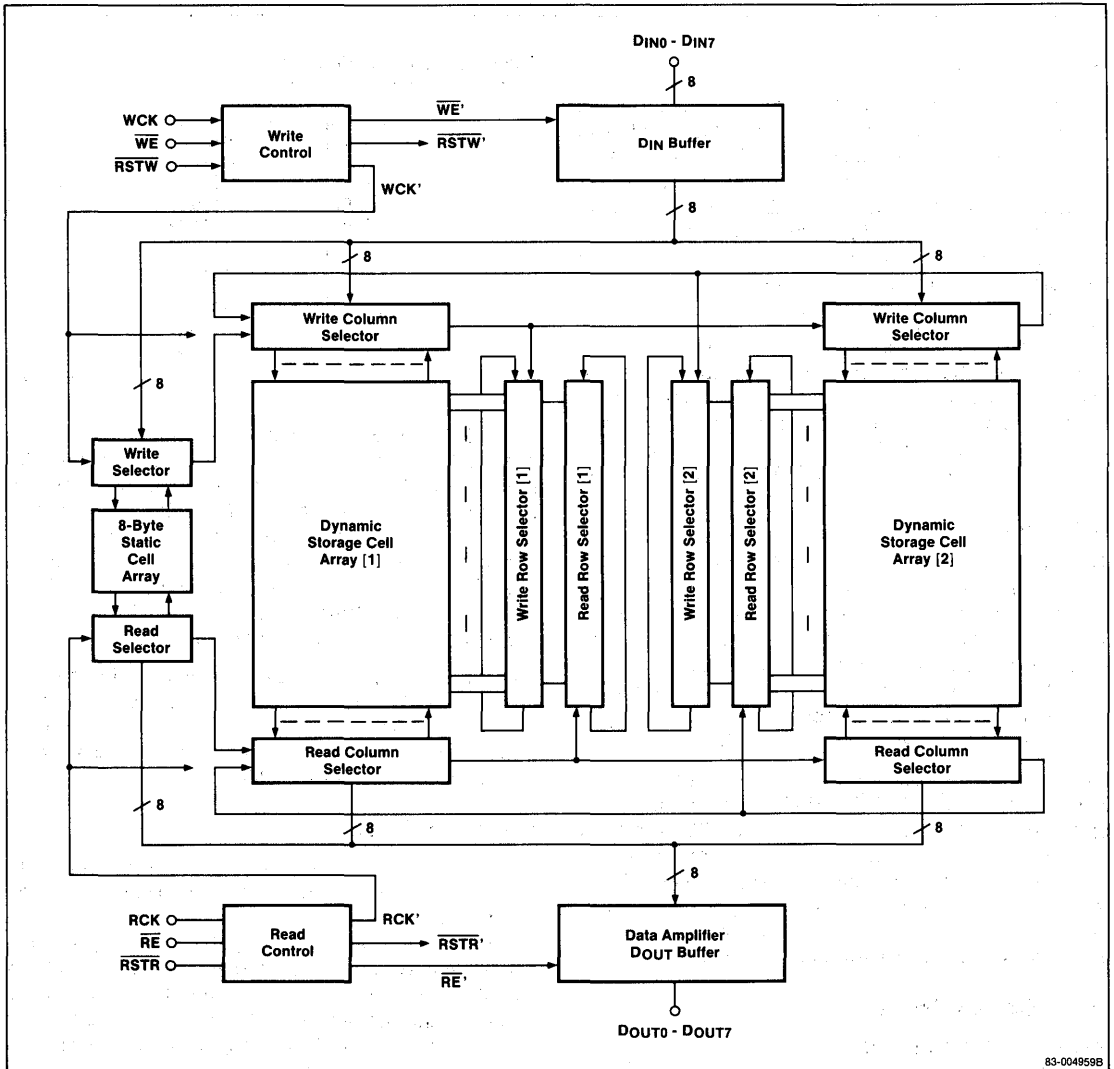 DIN0 - DIN7
8
WCK
WE
RSTW
Write
Control
WE'
RSTW'
WCK'
DIN Buffer
8
8
8
8
Write Column
Selector
Write Column
Selector
Write
Selector
8-Byte
Static
Cell
Array
Read
Selector
Dynamic
Storage Cell
Array [1]
Write Row Selector [1]
Read Row Selector [1]
Write Row Selector [2]
Read Row Selector [2]
Dynamic
Storage Cell
Array [2]
Read Column
Selector
Read Column
Selector
8
8
8
8
RCK
RE
RSTR
Read
Control
RCK'
RSTR'
RE'
Data Amplifier
DOUT Buffer
DOUT0 - DOUT7
83-004959B